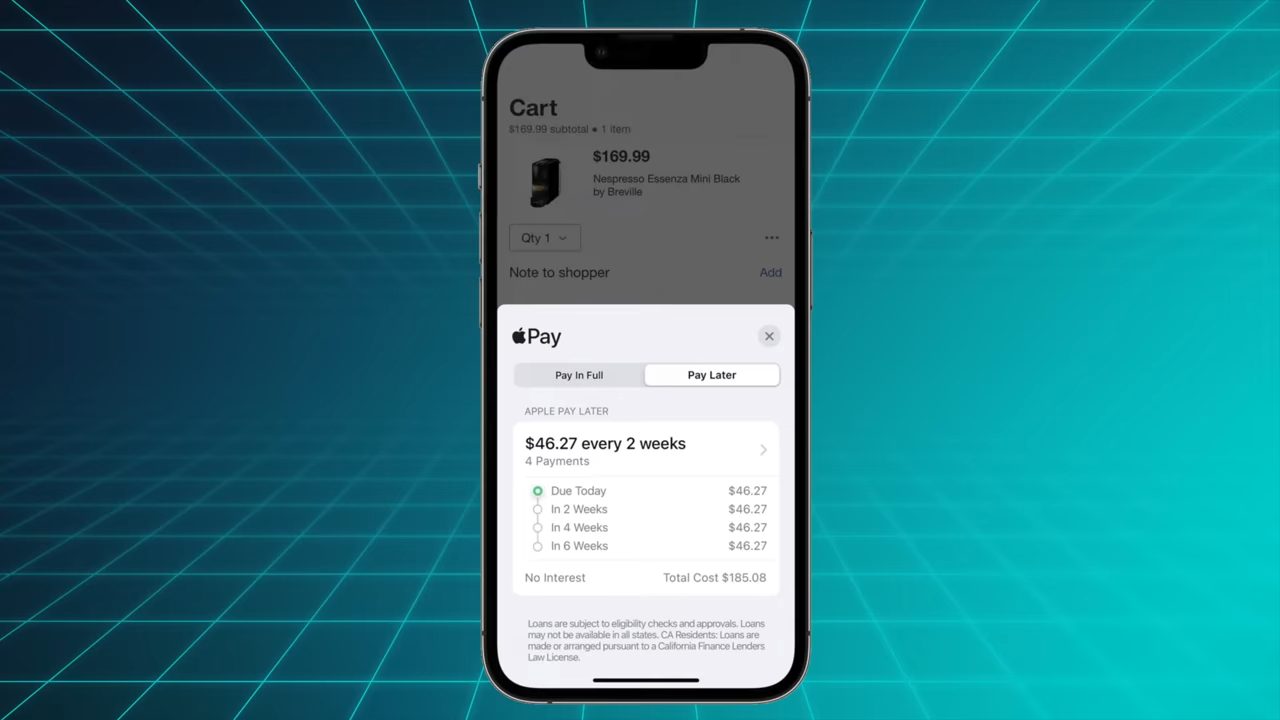 Cart
$169.99 subtotal • 1 item
$169.99
Nespresso Essenza Mini Black
by Breville
Qty 1
Note to shopper
Add
Pay
Pay In Full
Pay Later
APPLE PAY LATER
$46.27 every 2 weeks
4 Payments
Due Today $46.27
In 2 Weeks $46.27
In 4 Weeks $46.27
In 6 Weeks $46.27
No Interest Total Cost $185.08
Loans are subject to eligibility checks and approvals. Loans
may not be available in all states. CA Residents: Loans are
made or arranged pursuant to a California Finance Lenders
Law License.